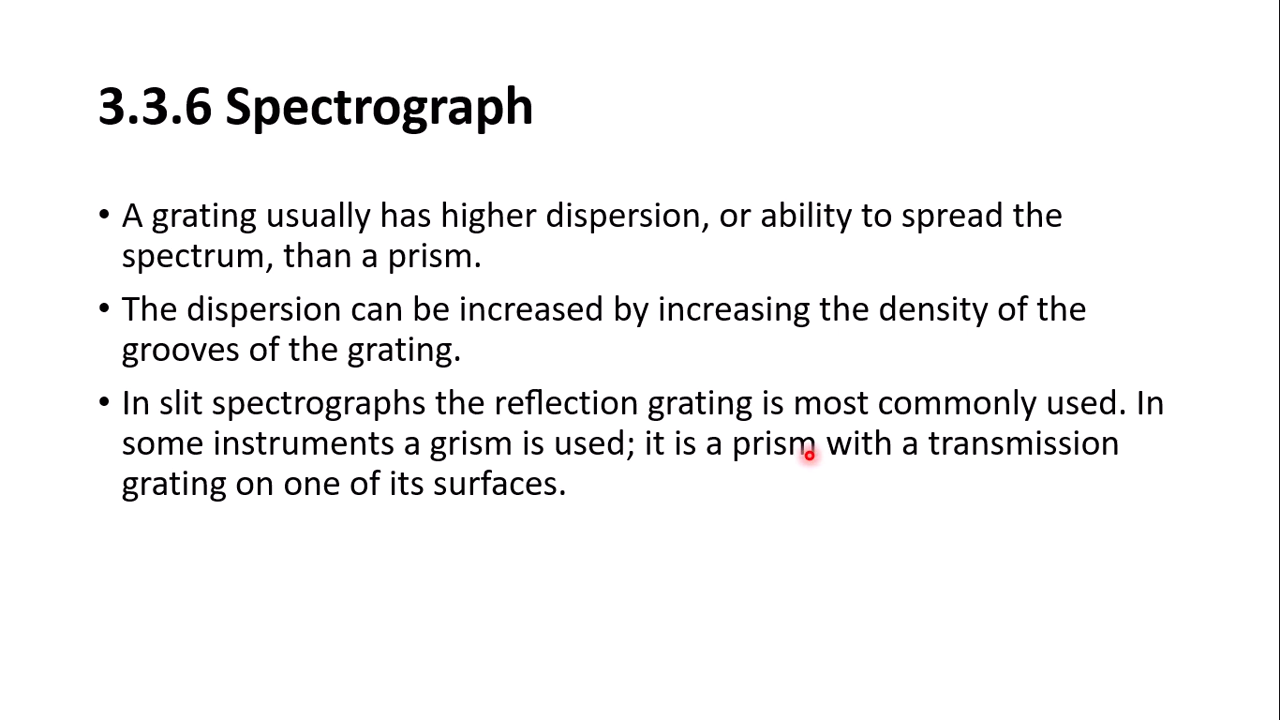 3.3.6 Spectrograph
• A grating usually has higher dispersion, or ability to spread the
spectrum, than a prism.
• The dispersion can be increased by increasing the density of the
grooves of the grating.
• In slit spectrographs the reflection grating is most commonly used. In
some instruments a grism is used; it is a prism with a transmission
grating on one of its surfaces.